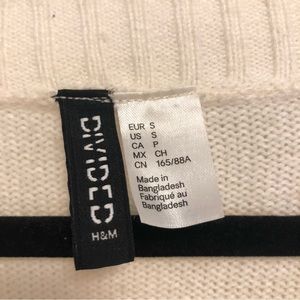 DIVIDED
H&M
EUR S
US S
CA P
MX CH
CN 165/88A
Made in
Bangladesh
Fabriqué au
Bangladesh